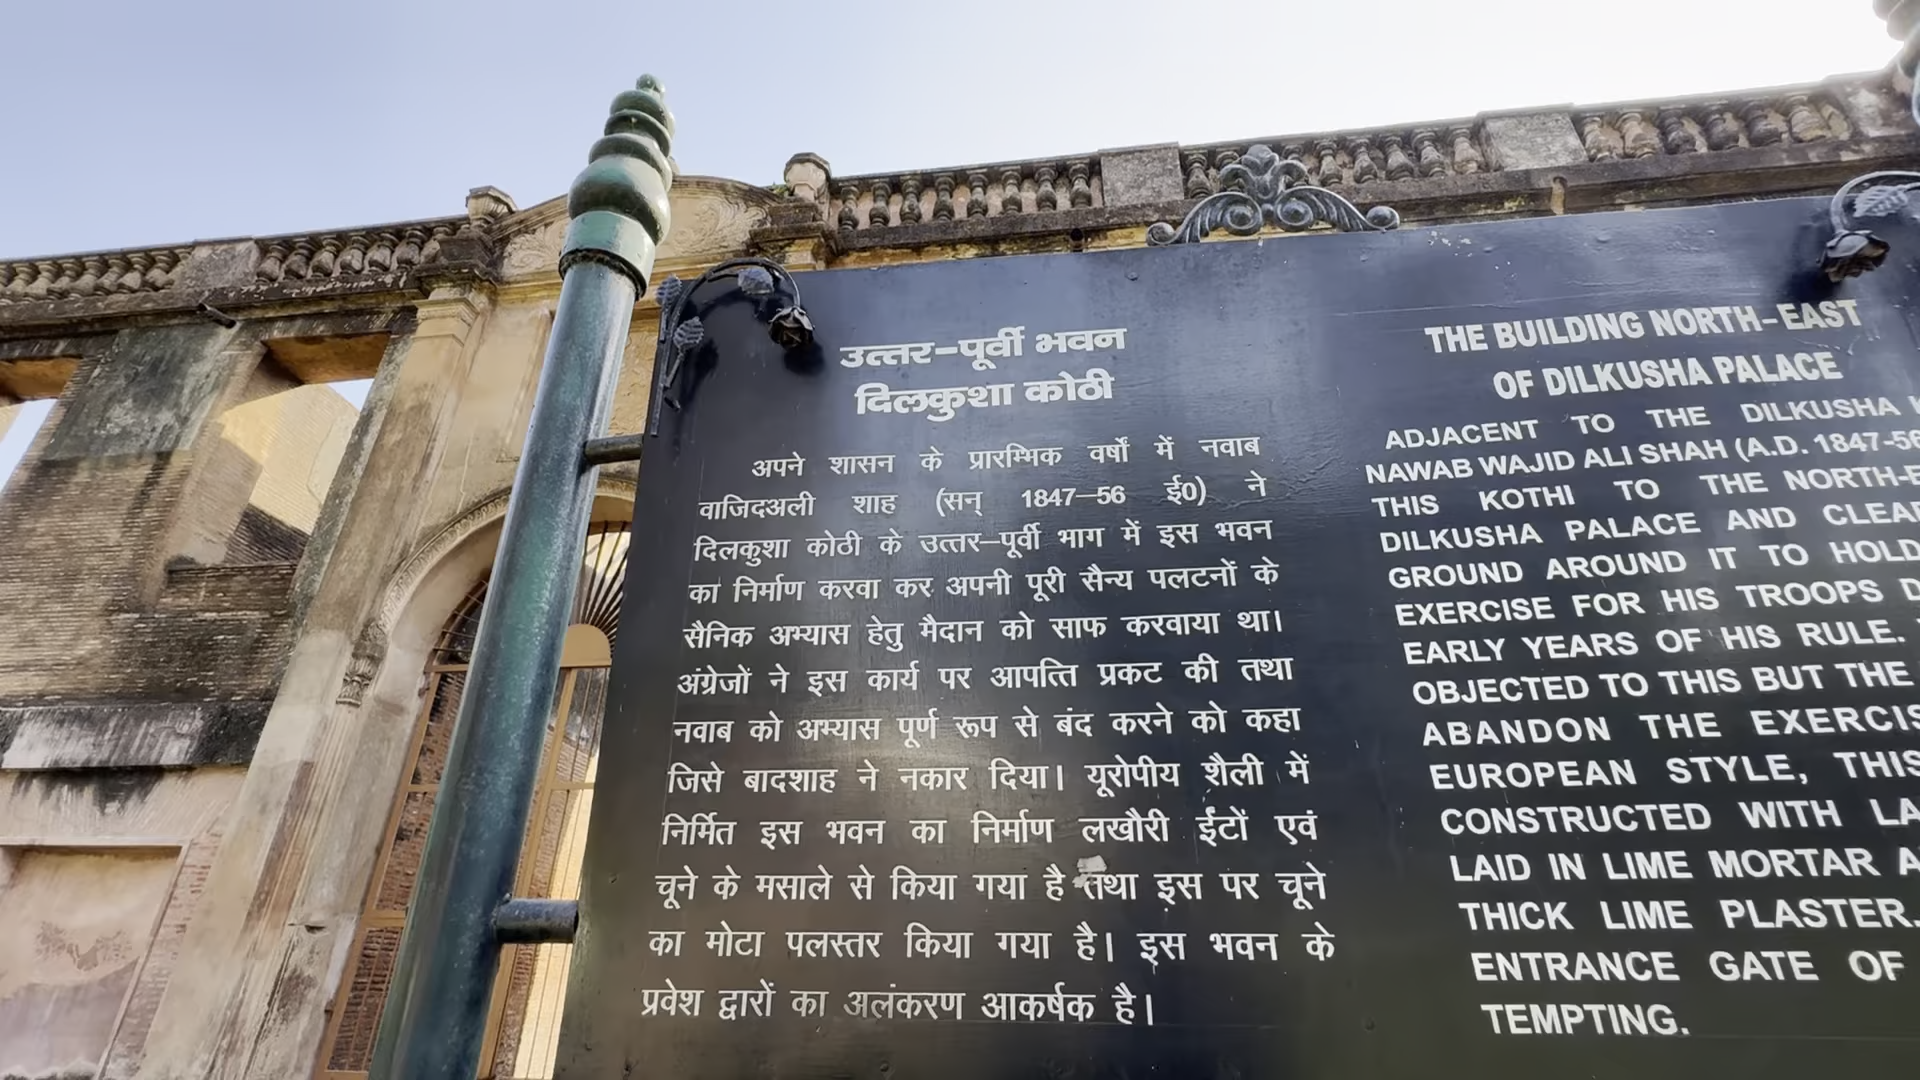 उत्तर–पूर्वी भवन
दिलकुशा कोठी
अपने शासन के प्रारम्भिक वर्षों में नवाब
वाजिदअली शाह (सन् 1847–56 ई0) ने
दिलकुशा कोठी के उत्तर–पूर्वी भाग में इस भवन
का निर्माण करवा कर अपनी पूरी सैन्य पलटनों के
सैनिक अभ्यास हेतु मैदान को साफ करवाया था।
अंग्रेजों ने इस कार्य पर आपत्ति प्रकट की तथा
नवाब को अभ्यास पूर्ण रूप से बंद करने को कहा
जिसे बादशाह ने नकार दिया। यूरोपीय शैली में
निर्मित इस भवन का निर्माण लखौरी ईंटों एवं
चूने के मसाले से किया गया है तथा इस पर चूने
का मोटा पलस्तर किया गया है। इस भवन के
प्रवेश द्वारों का अलंकरण आकर्षक है।
THE BUILDING NORTH-EAST
OF DILKUSHA PALACE
ADJACENT TO THE DILKUSHA
NAWAB WAJID ALI SHAH (A.D. 1847-56
THIS KOTHI TO THE NORTH-E
DILKUSHA PALACE AND CLEAR
GROUND AROUND IT TO HOLD
EXERCISE FOR HIS TROOPS D
EARLY YEARS OF HIS RULE.
OBJECTED TO THIS BUT THE
ABANDON THE EXERCIS
EUROPEAN STYLE, THIS
CONSTRUCTED WITH LA
LAID IN LIME MORTAR A
THICK LIME PLASTER.
ENTRANCE GATE OF
TEMPTING.